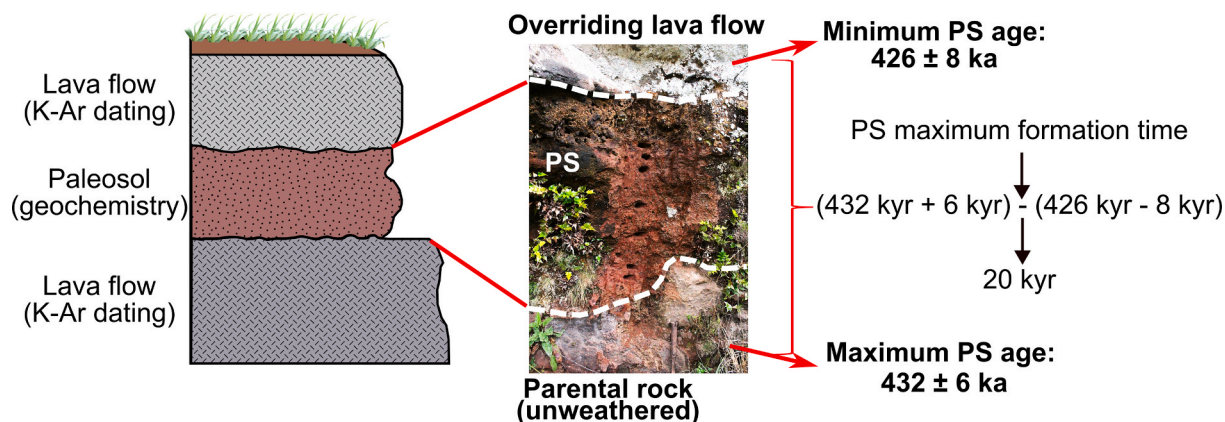 Lava flow
(K-Ar dating)
Paleosol
(geochemistry)
Lava flow
(K-Ar dating)
Overriding lava flow
PS
Parental rock
(unweathered)
Minimum PS age:
426 ± 8 ka
PS maximum formation time
(432 kyr + 6 kyr) - (426 kyr - 8 kyr)
20 kyr
Maximum PS age:
432 ± 6 ka